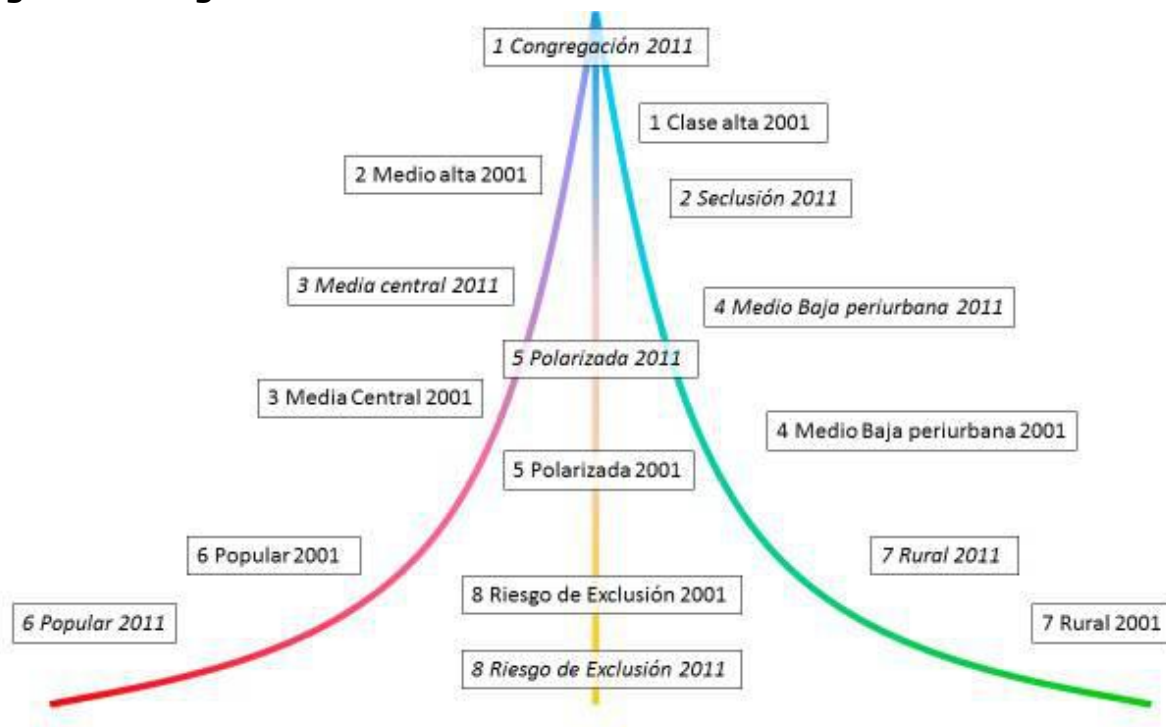 1 Congregación 2011
1 Clase alta 2001
2 Medio alta 2001
2 Seclusión 2011
3 Media central 2011
4 Medio Baja periurbana 2011
5 Polarizada 2011
3 Media Central 2001
4 Medio Baja periurbana 2001
5 Polarizada 2001
6 Popular 2001
7 Rural 2011
8 Riesgo de Exclusión 2001
6 Popular 2011
7 Rural 2001
8 Riesgo de Exclusión 2011